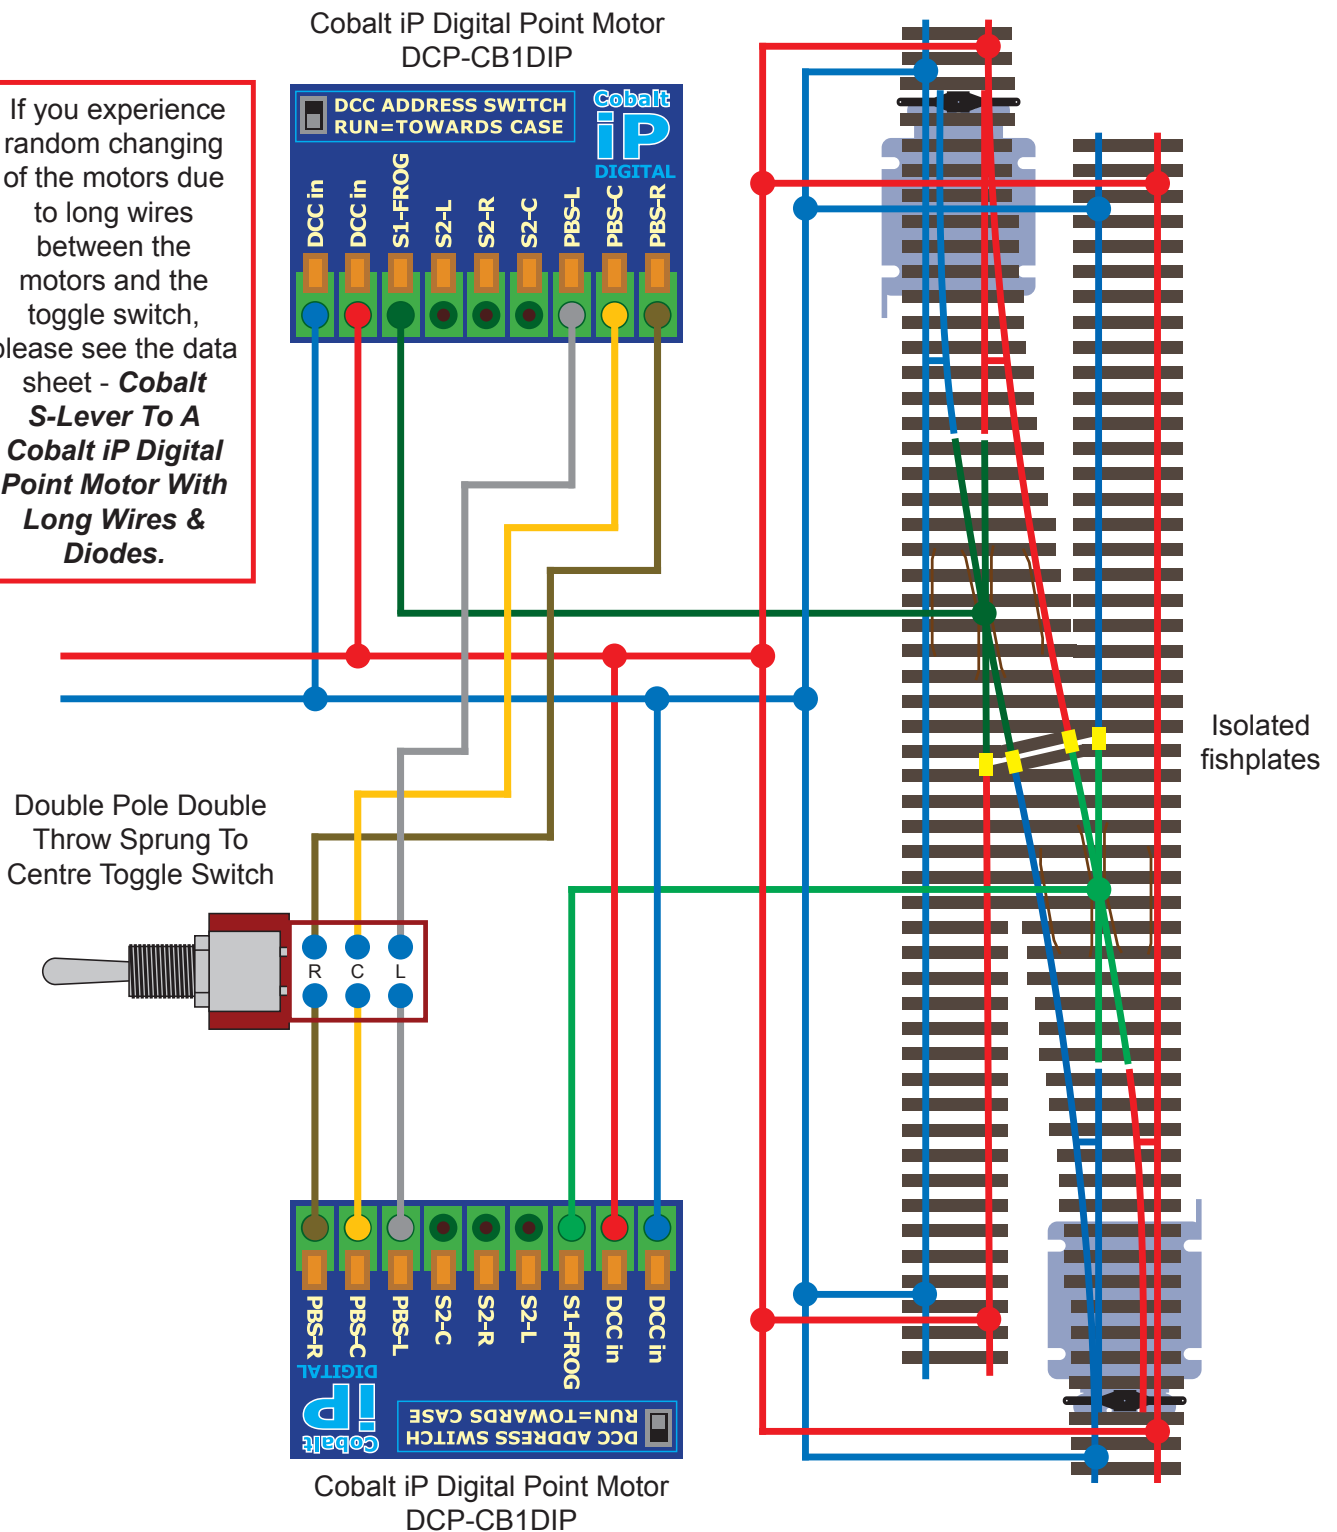 Cobalt iP Digital Point Motor
DCP-CB1DIP
If you experience
random changing
of the motors due
to long wires
between the
motors and the
toggle switch,
please see the data
sheet - Cobalt
S-Lever To A
Cobalt iP Digital
Point Motor With
Long Wires &
Diodes.
DCC ADDRESS SWITCH
RUN=TOWARDS CASE
Cobalt
iP
DIGITAL
DCC in
DCC in
S1-FROG
S2-L
S2-R
S2-C
PBS-L
PBS-C
PBS-R
Isolated
fishplates
Double Pole Double
Throw Sprung To
Centre Toggle Switch
R
C
L
PBS-R
PBS-C
PBS-L
S2-C
S2-R
S2-L
S1-FROG
DCC in
DCC in
DIGITAL
iP
Cobalt
DCC ADDRESS SWITCH
RUN=TOWARDS CASE
Cobalt iP Digital Point Motor
DCP-CB1DIP